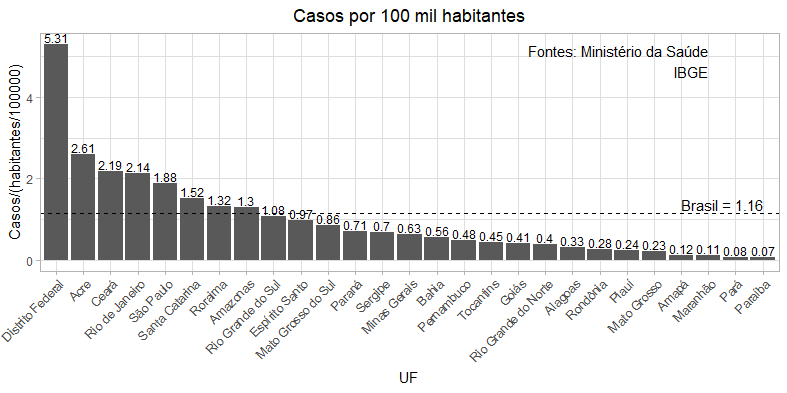 Casos por 100 mil habitantes
Casos/(habitantes/100000)
4
2
0
5.31
2.61
2.19
2.14
1.88
1.52
1.32
1.3
1.08
0.97
0.86
0.71
0.7
0.63
0.56
0.48
0.45
0.41
0.4
0.33
0.28
0.24
0.23
0.12
0.11
0.08
0.07
Fontes: Ministério da Saúde
IBGE
Brasil = 1.16
Distrito Federal
Acre
Ceará
Rio de Janeiro
São Paulo
Santa Catarina
Roraima
Amazonas
Rio Grande do Sul
Espírito Santo
Mato Grosso do Sul
Paraná
Sergipe
Minas Gerais
Bahia
Pernambuco
Tocantins
Goiás
Rio Grande do Norte
Alagoas
Rondônia
Piauí
Mato Grosso
Amapá
Maranhão
Pará
Paraíba
UF